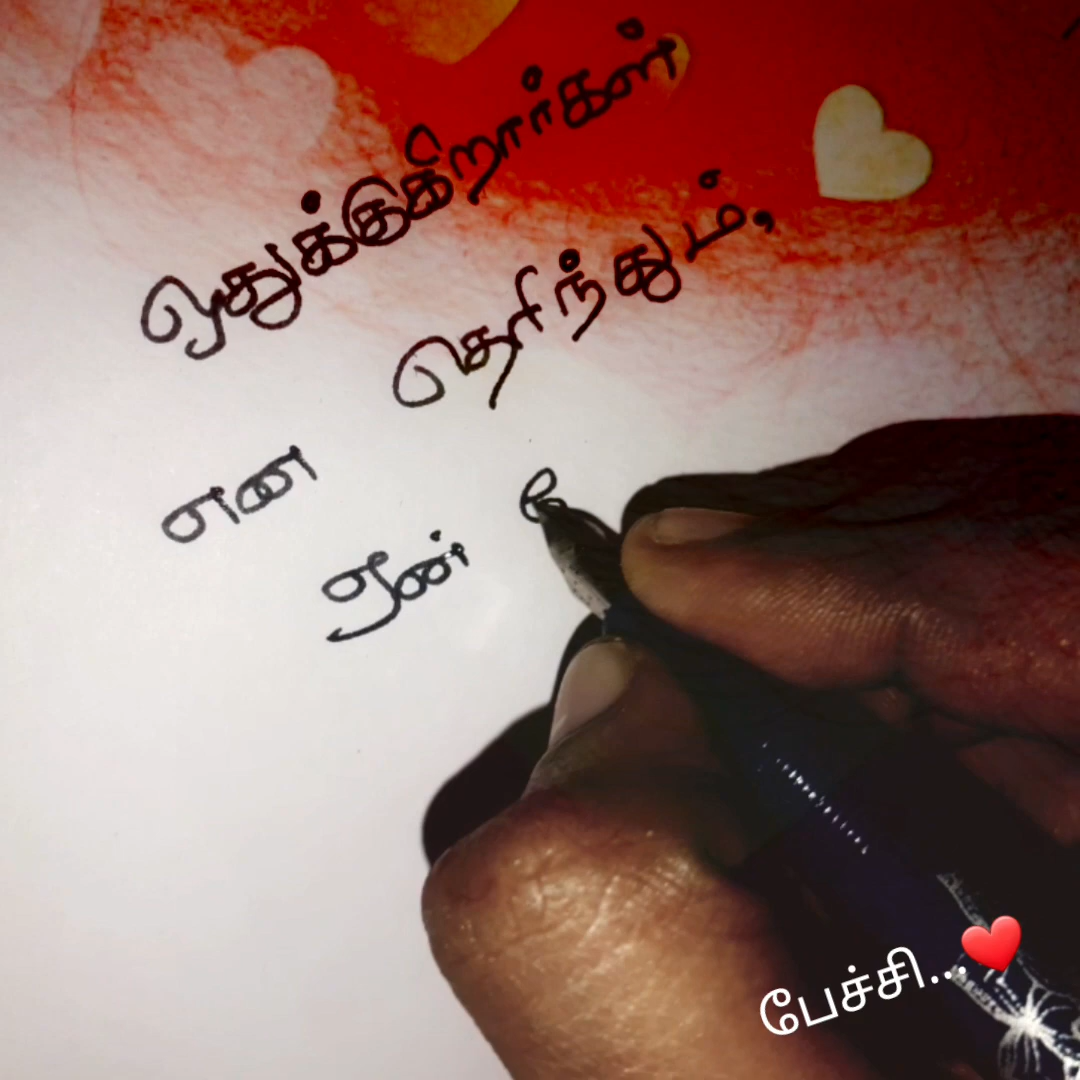 ஒதுக்குகிறார்கள்
தெரிந்தும்,
என
ஏன்
பேச்சி...❤️